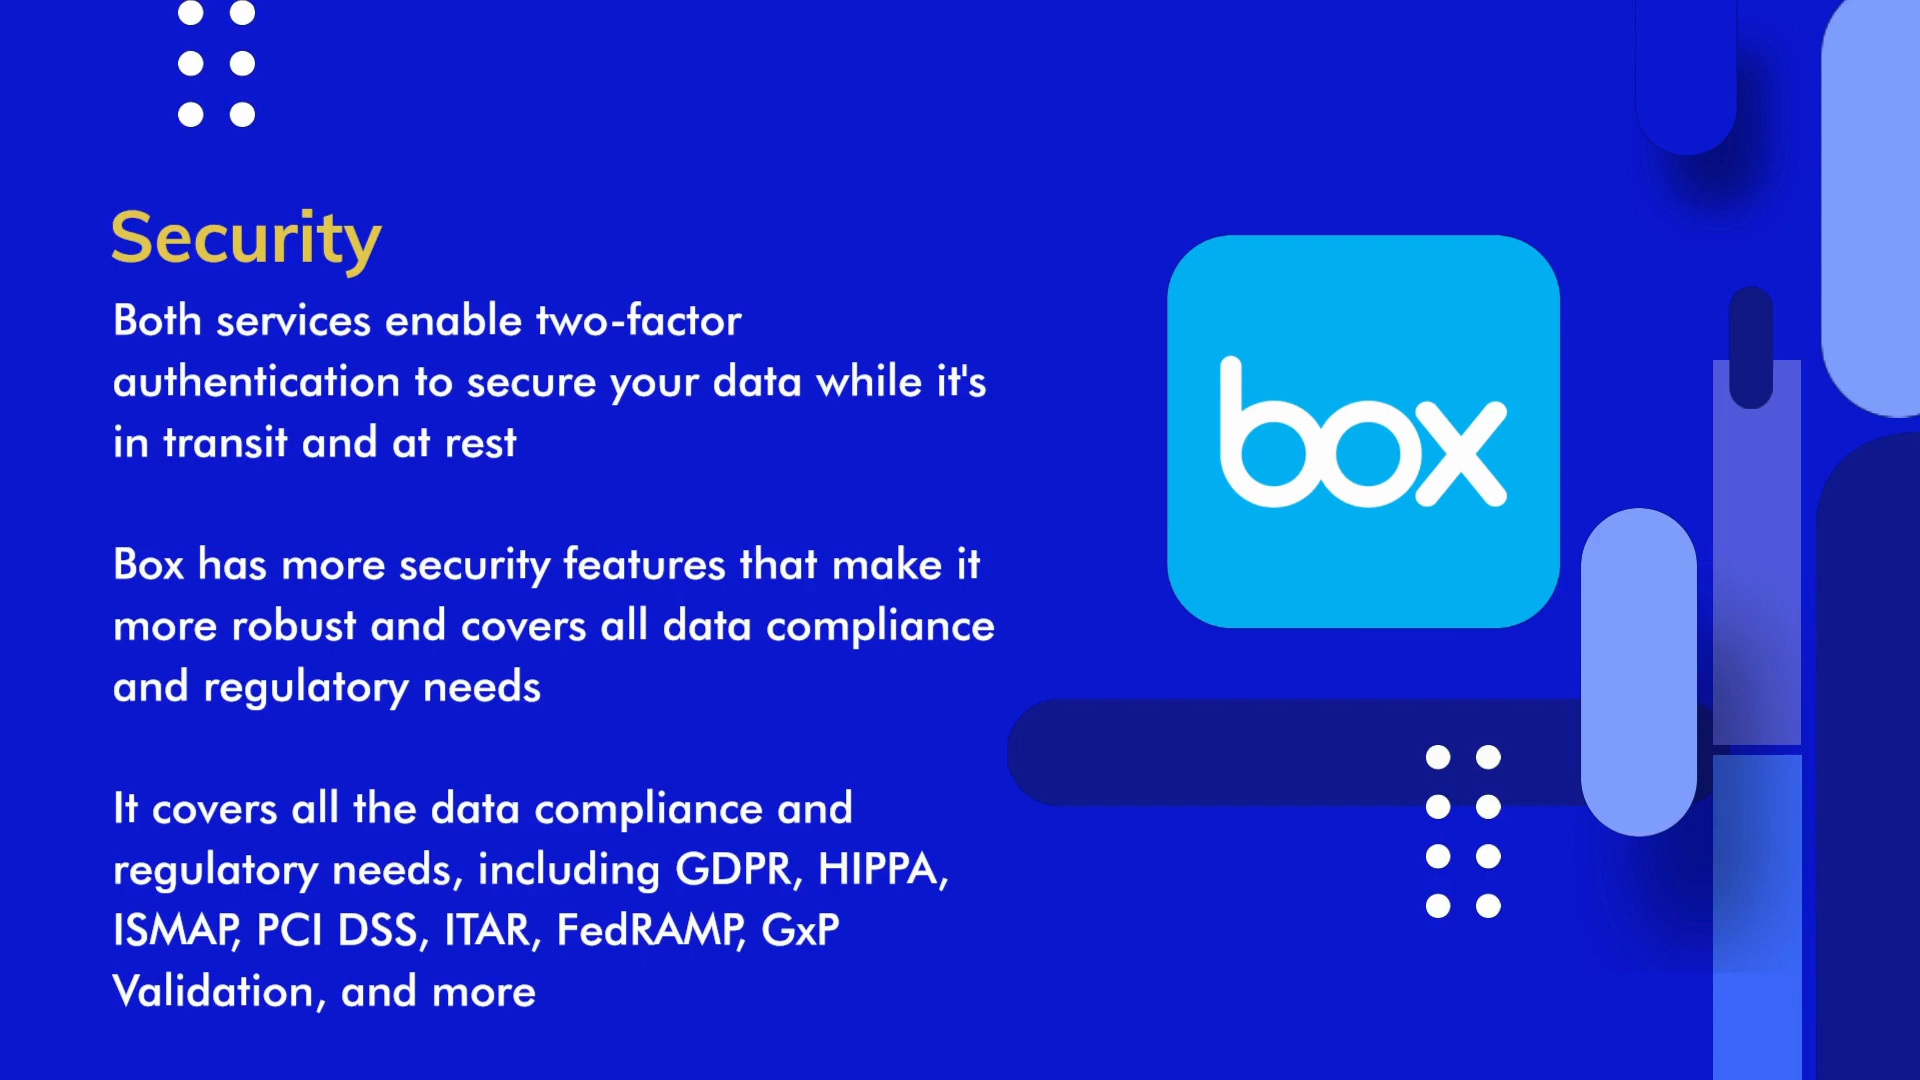 Security
Both services enable two-factor
authentication to secure your data while it's
in transit and at rest
Box has more security features that make it
more robust and covers all data compliance
and regulatory needs
It covers all the data compliance and
regulatory needs, including GDPR, HIPPA,
ISMAP, PCI DSS, ITAR, FedRAMP, GxP
Validation, and more
box